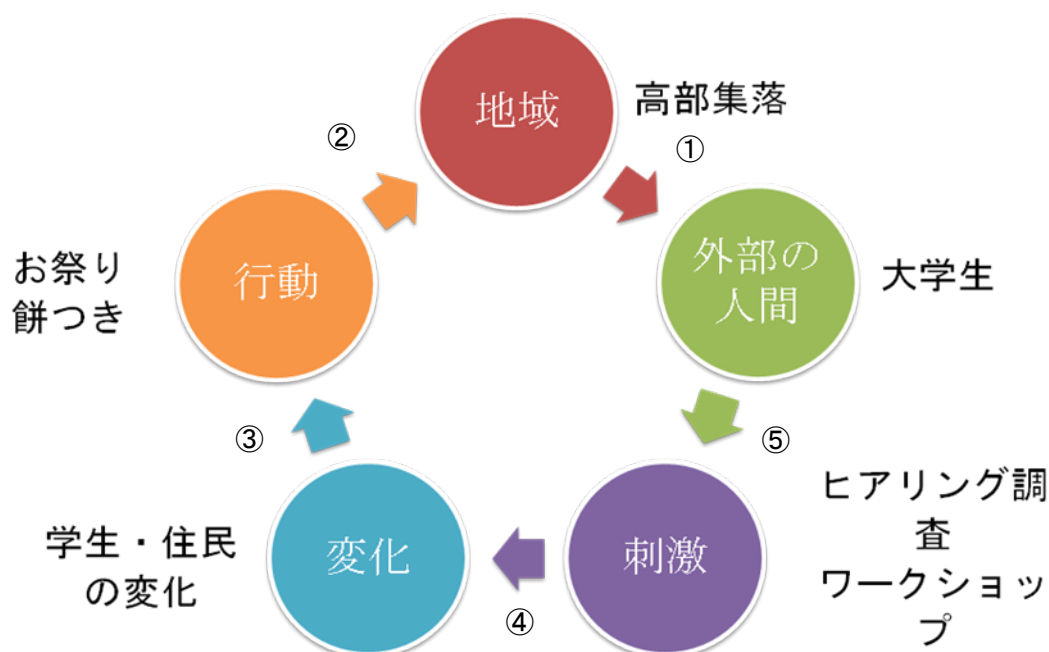 地域
高部集落
①
外部の
人間
大学生
⑤
刺激
ヒアリング調
査
ワークショッ
プ
④
変化
学生・住民
の変化
③
行動
お祭り
餅つき
②